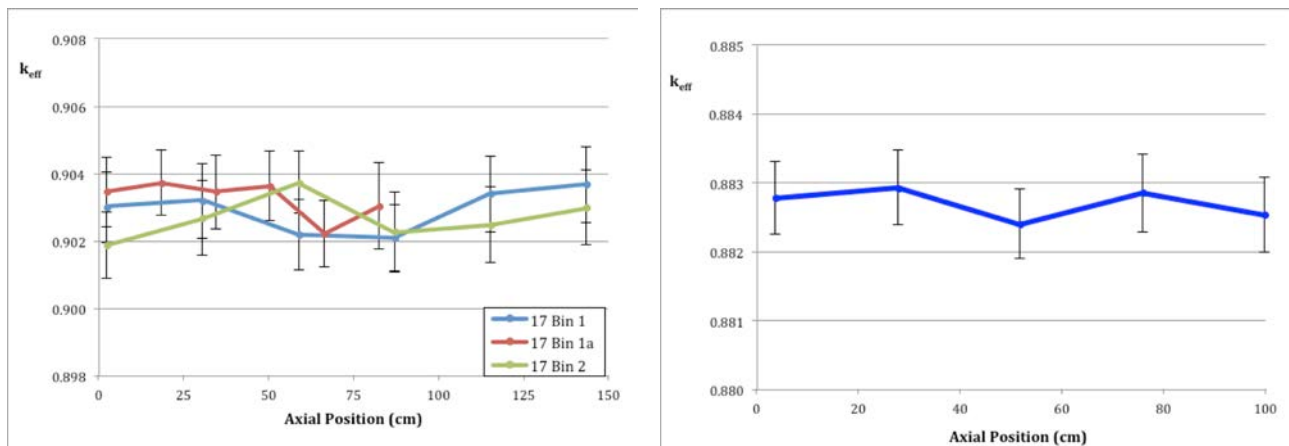 0.908
k_eff
0.906
0.904
0.902
0.900
0.898
0 25 50 75 100 125 150
Axial Position (cm)
17 Bin 1
17 Bin 1a
17 Bin 2
0.885
k_eff
0.884
0.883
0.882
0.881
0.880
0 20 40 60 80 100
Axial Position (cm)